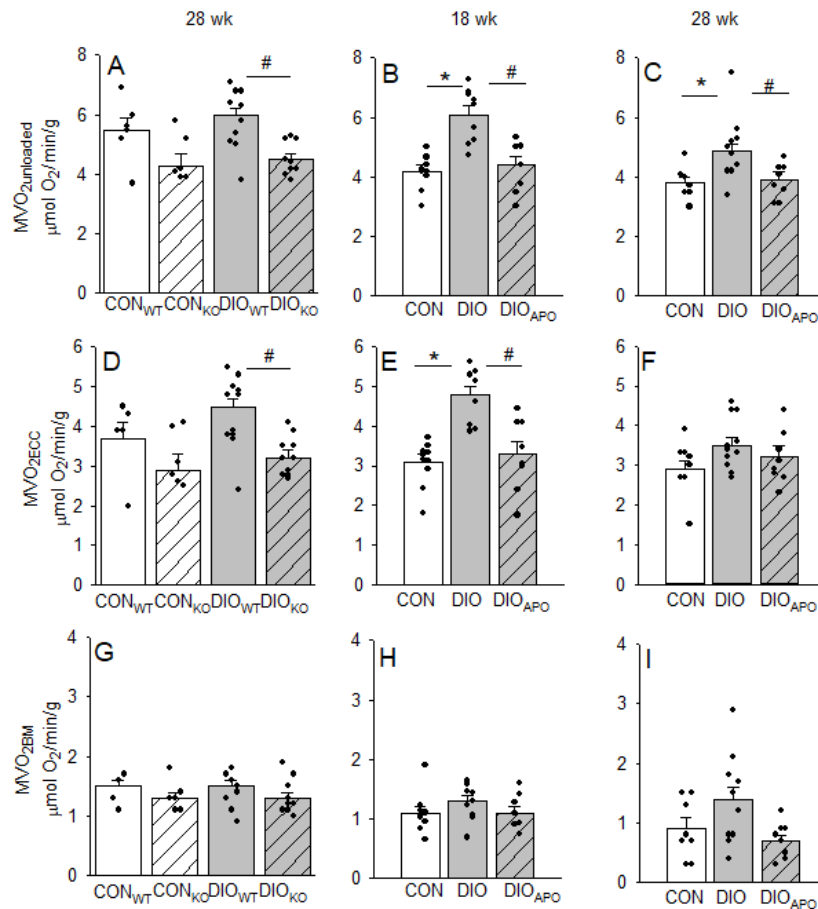 28 wk 18 wk 28 wk
A
B
C
MVO2unloaded
μmol O2/min/g
8
6
4
2
0
#
CONWT CONKO DIOWT DIOKO
8
6
4
2
0
* #
CON DIO DIOAPO
8
6
4
2
0
* #
CON DIO DIOAPO
D
E
F
MVO2ECC
μmol O2/min/g
6
5
4
3
2
1
0
#
CONWT CONKO DIOWT DIOKO
6
5
4
3
2
1
0
* #
CON DIO DIOAPO
6
5
4
3
2
1
0
CON DIO DIOAPO
G
H
I
MVO2BM
μmol O2/min/g
4
3
2
1
0
CONWT CONKO DIOWT DIOKO
4
3
2
1
0
CON DIO DIOAPO
4
3
2
1
0
CON DIO DIOAPO